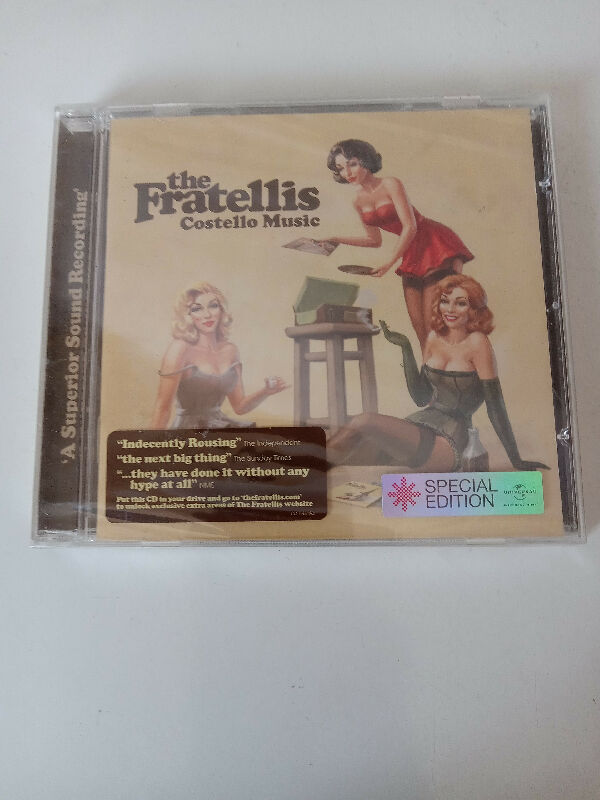 the
Fratellis
Costello Music
'A Superior Sound Recording'
"Indecently Rousing" The Independent
"the next big thing" The Sunday Times
"...they have done it without any
hype at all" NME
Put this CD in your drive and go to 'thefratellis.com'
to unlock exclusive extra areas of The Fratellis website
SPECIAL
EDITION
UNIVERSAL